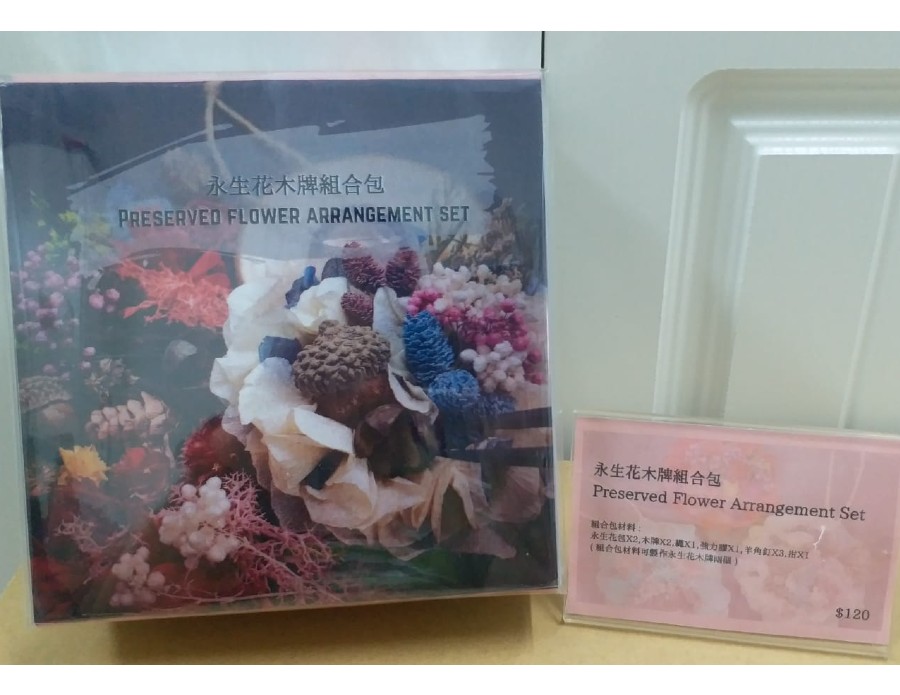 永生花木牌組合包
PRESERVED FLOWER ARRANGEMENT SET
永生花木牌組合包
Preserved Flower Arrangement Set
組合包材料:
永生花包X2,木牌X2,繩X1,強力膠X1,羊角釘X3,鉗X1
(組合包材料可製作永生花木牌兩個)
$120